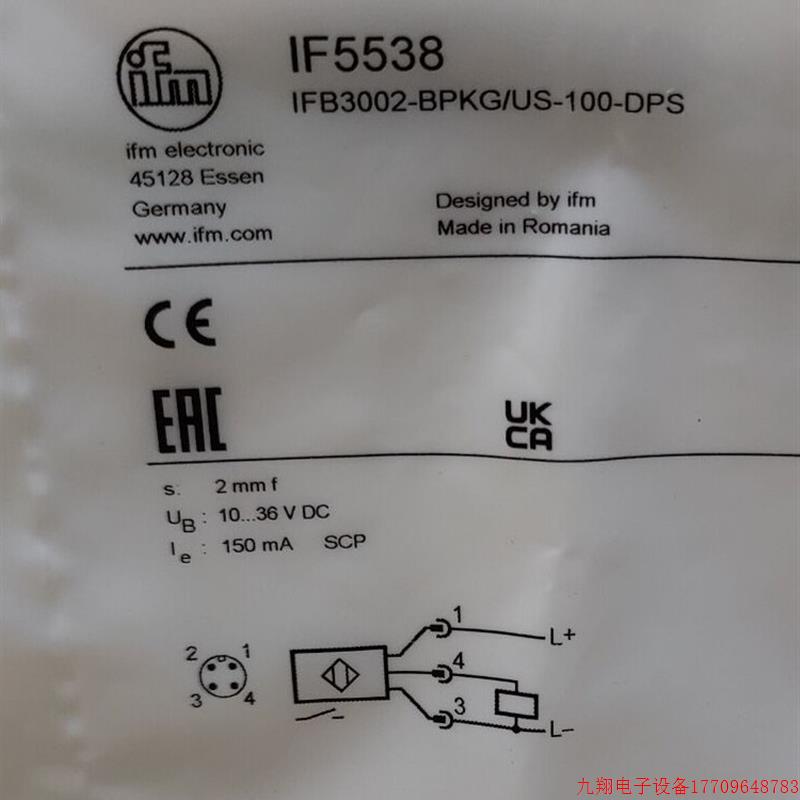 ifm
IF5538
IFB3002-BPKG/US-100-DPS
ifm electronic
45128 Essen
Germany
www.ifm.com
Designed by ifm
Made in Romania
CE
EAC
UK
CA
s: 2 mm f
UB : 10...36 V DC
Ie : 150 mA SCP
1
L+
2 1
4
3 4
3
L–
九翔电子设备17709648783